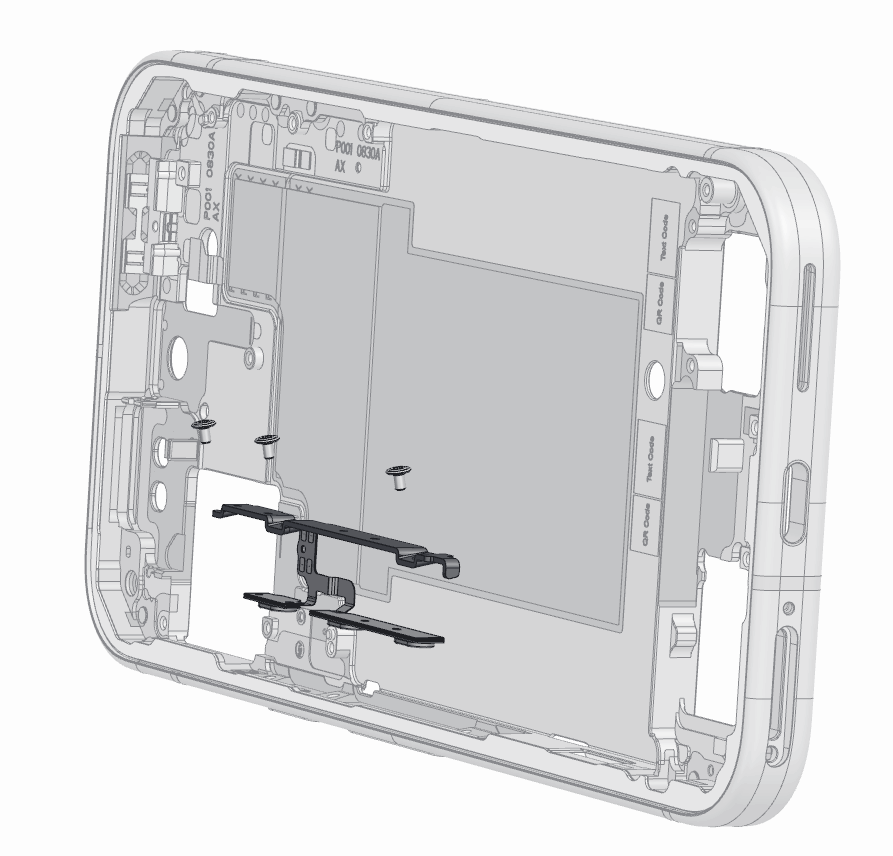 P001 0830A
AX
P001 0830A
AX
Text Code
QR Code
Text Code
QR Code